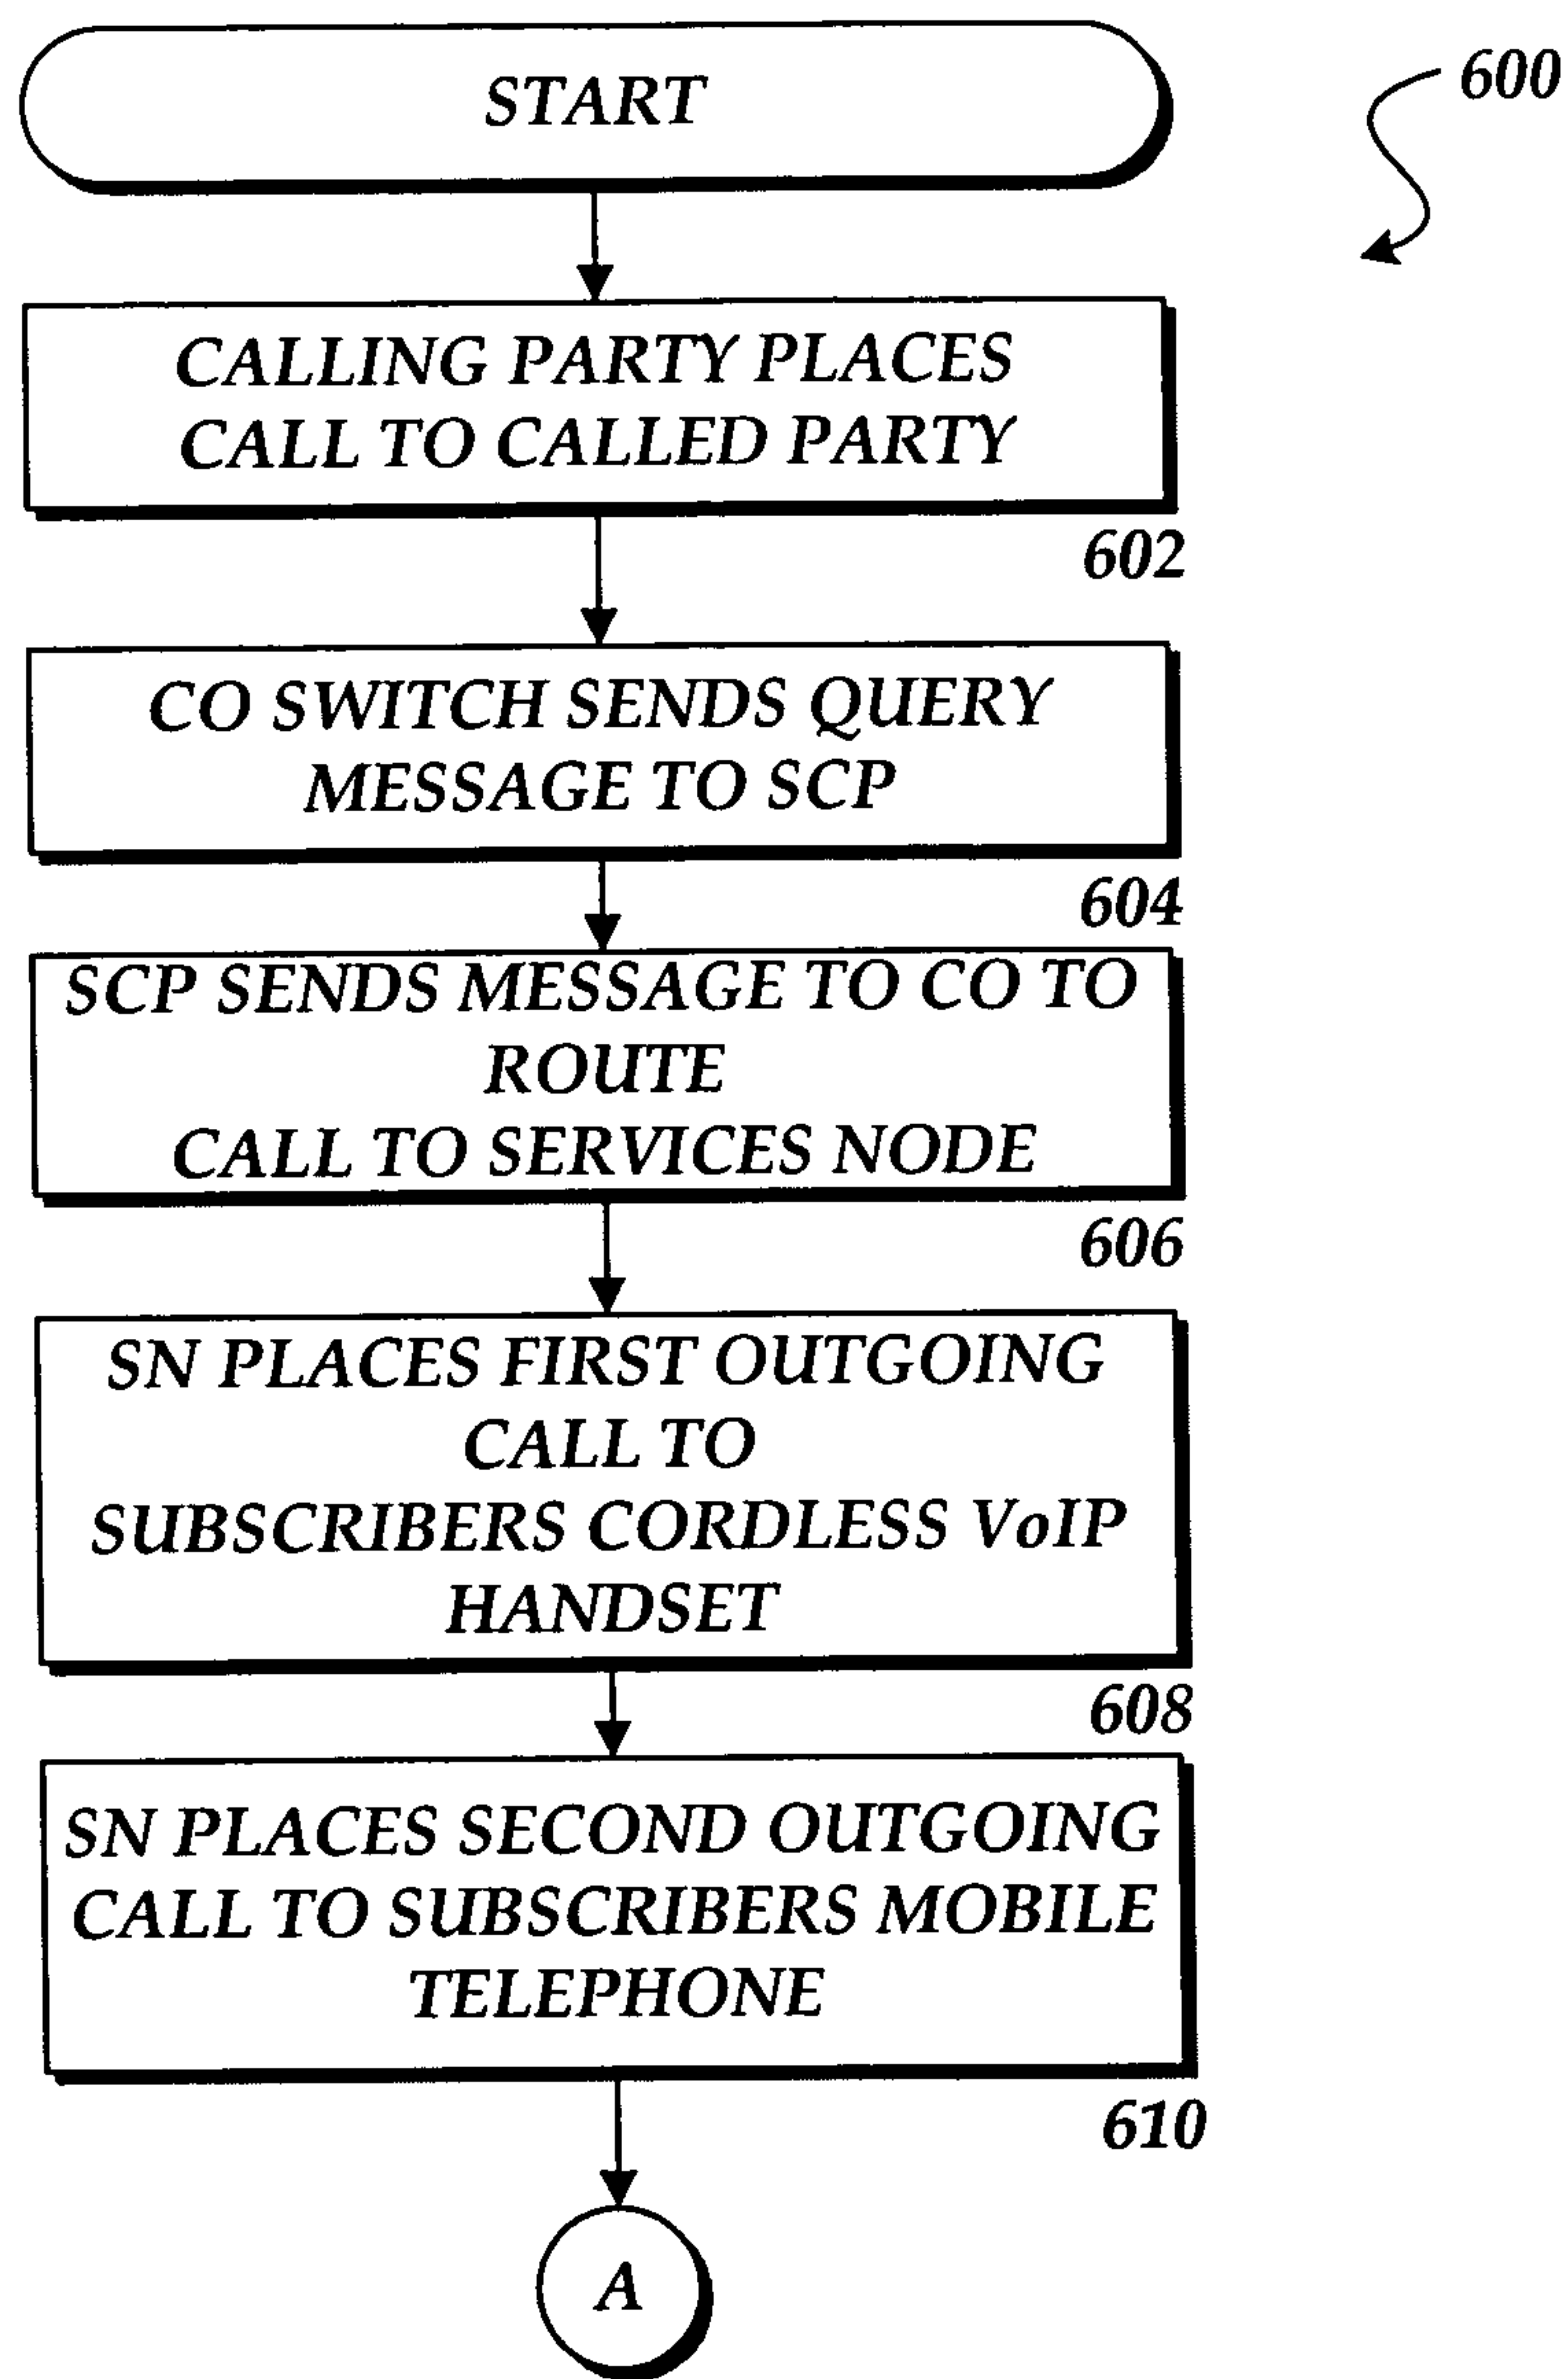 START
600
CALLING PARTY PLACES
CALL TO CALLED PARTY
602
CO SWITCH SENDS QUERY
MESSAGE TO SCP
604
SCP SENDS MESSAGE TO CO TO
ROUTE
CALL TO SERVICES NODE
606
SN PLACES FIRST OUTGOING
CALL TO
SUBSCRIBERS CORDLESS VoIP
HANDSET
608
SN PLACES SECOND OUTGOING
CALL TO SUBSCRIBERS MOBILE
TELEPHONE
610
A